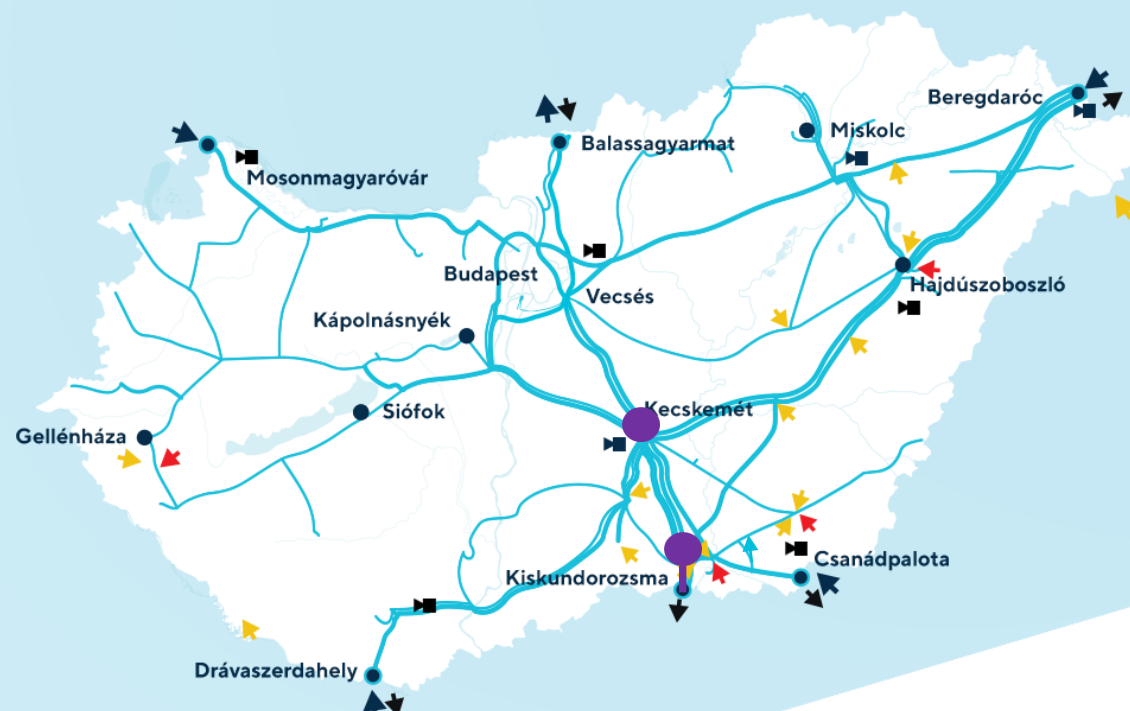 Beregdaróc
Miskolc
Balassagyarmat
Mosonmagyaróvár
Budapest
Hajdúszoboszló
Vecsés
Kápolnásnyék
Kecskemét
Siófok
Gellénháza
Csanádpalota
Kiskundorozsma
Drávaszerdahely